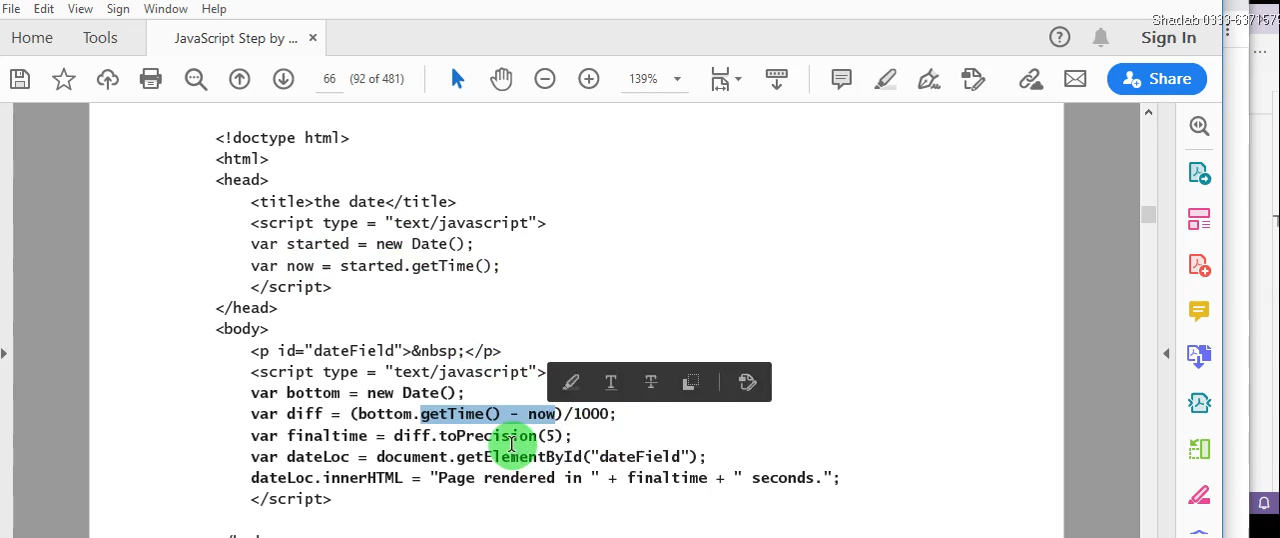 File Edit View Sign Window Help
Shadab 0333-637157
Home Tools JavaScript Step by ... × Sign In
66 (92 of 481) 139% Share
<!doctype html>
<html>
<head>
<title>the date</title>
<script type = "text/javascript">
var started = new Date();
var now = started.getTime();
</script>
</head>
<body>
<p id="dateField">&nbsp;</p>
<script type = "text/javascript">
var bottom = new Date();
var diff = (bottom.getTime() - now)/1000;
var finaltime = diff.toPrecision(5);
var dateLoc = document.getElementById("dateField");
dateLoc.innerHTML = "Page rendered in " + finaltime + " seconds.";
</script>